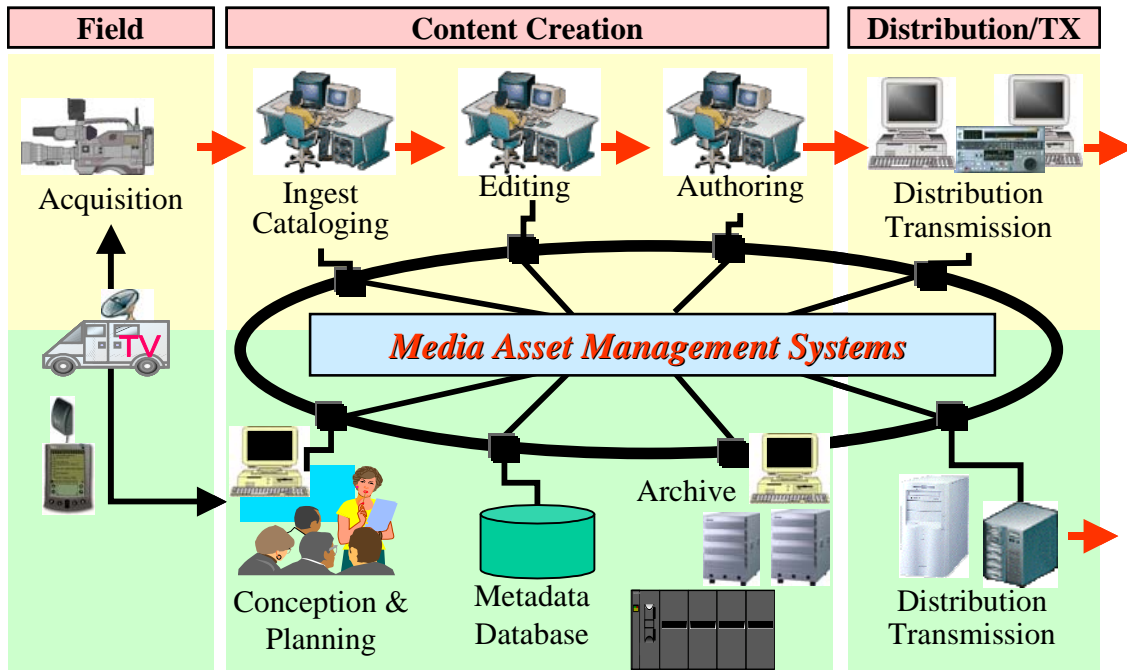 Field
Content Creation
Distribution/TX
Acquisition
Ingest
Cataloging
Editing
Authoring
Distribution
Transmission
TV
Media Asset Management Systems
Archive
Conception &
Planning
Metadata
Database
Distribution
Transmission